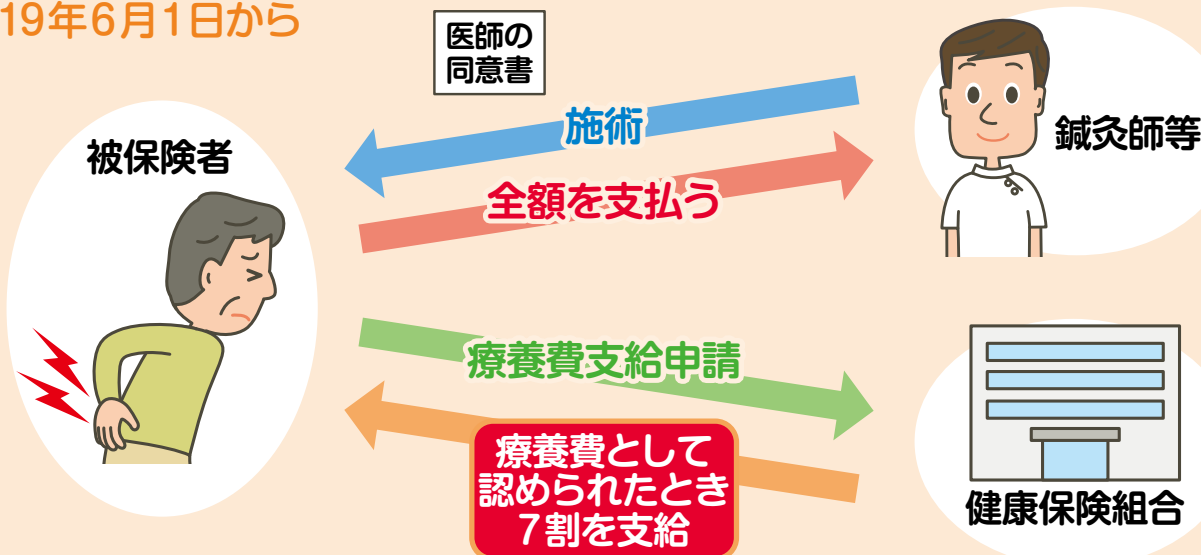 19年6月1日から
医師の
同意書
施術
被保険者
鍼灸師等
全額を支払う
療養費支給申請
療養費として
認められたとき
7割を支給
健康保険組合